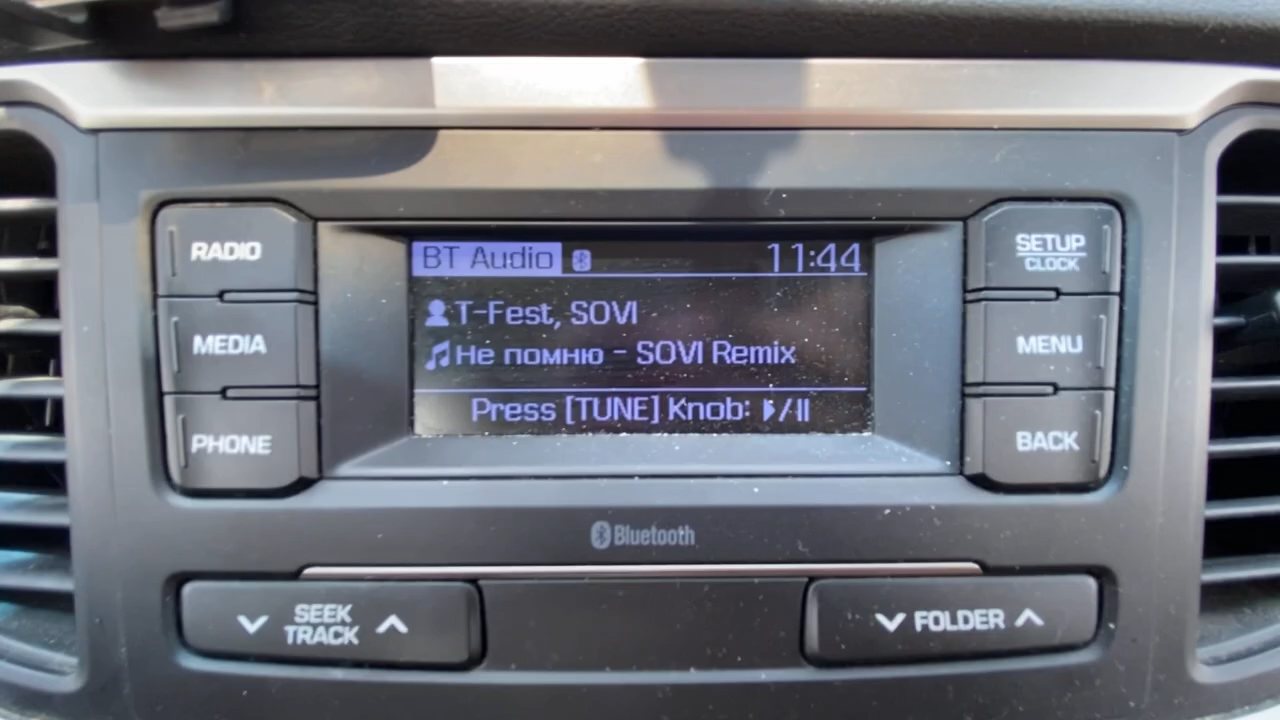 RADIO
MEDIA
PHONE
BT Audio 11:44
T-Fest, SOVI
Не помню - SOVI Remix
Press [TUNE] Knob: ▶/II
SETUP
CLOCK
MENU
BACK
Bluetooth
SEEK
TRACK
FOLDER